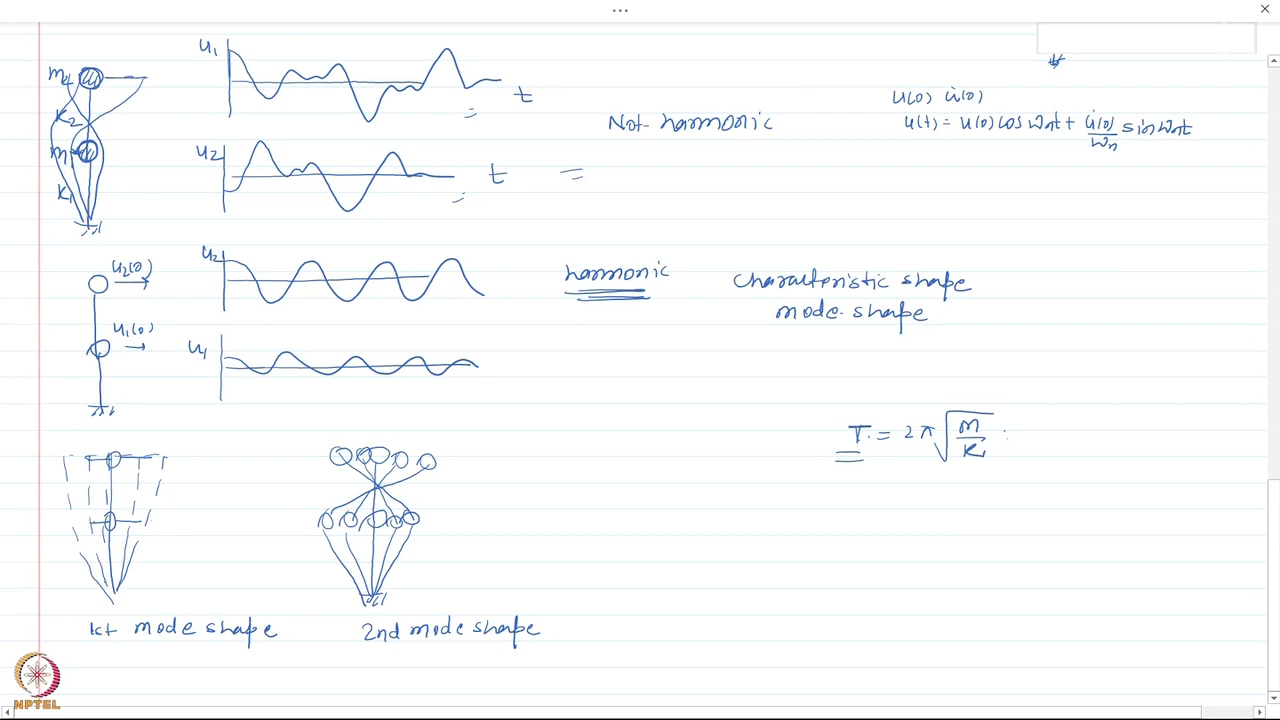 ...
u₁
m₂
K₂
t
u(0) u̇(0)
u(t) = u(0) cos ωnt + u̇(0)/ωn sin ωnt
Not harmonic
u₂
m₁
K₁
t
=
u₂(0)
u₂
harmonic
characteristic shape
mode shape
u₁(0)
u₁
T = 2π√(m/K)
1st mode shape
2nd mode shape
NPTEL